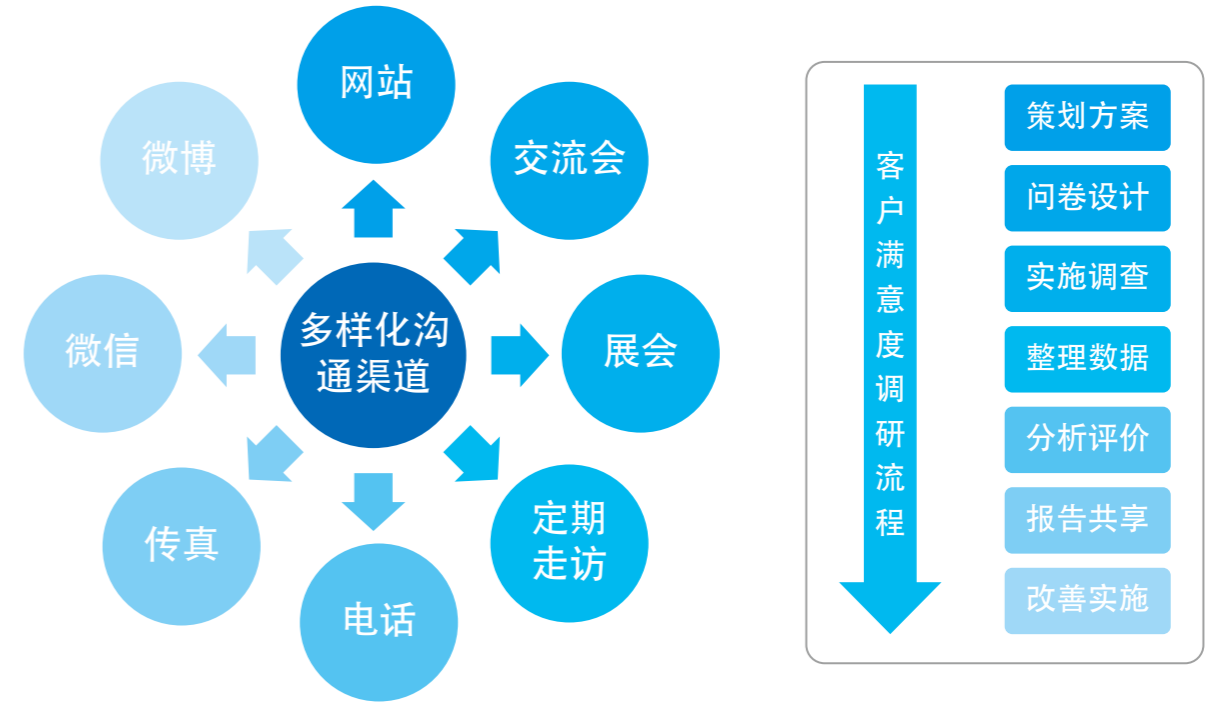 网站
交流会
展会
定期
走访
电话
传真
微信
微博
多样化沟
通渠道
客户满意度调研流程
策划方案
问卷设计
实施调查
整理数据
分析评价
报告共享
改善实施